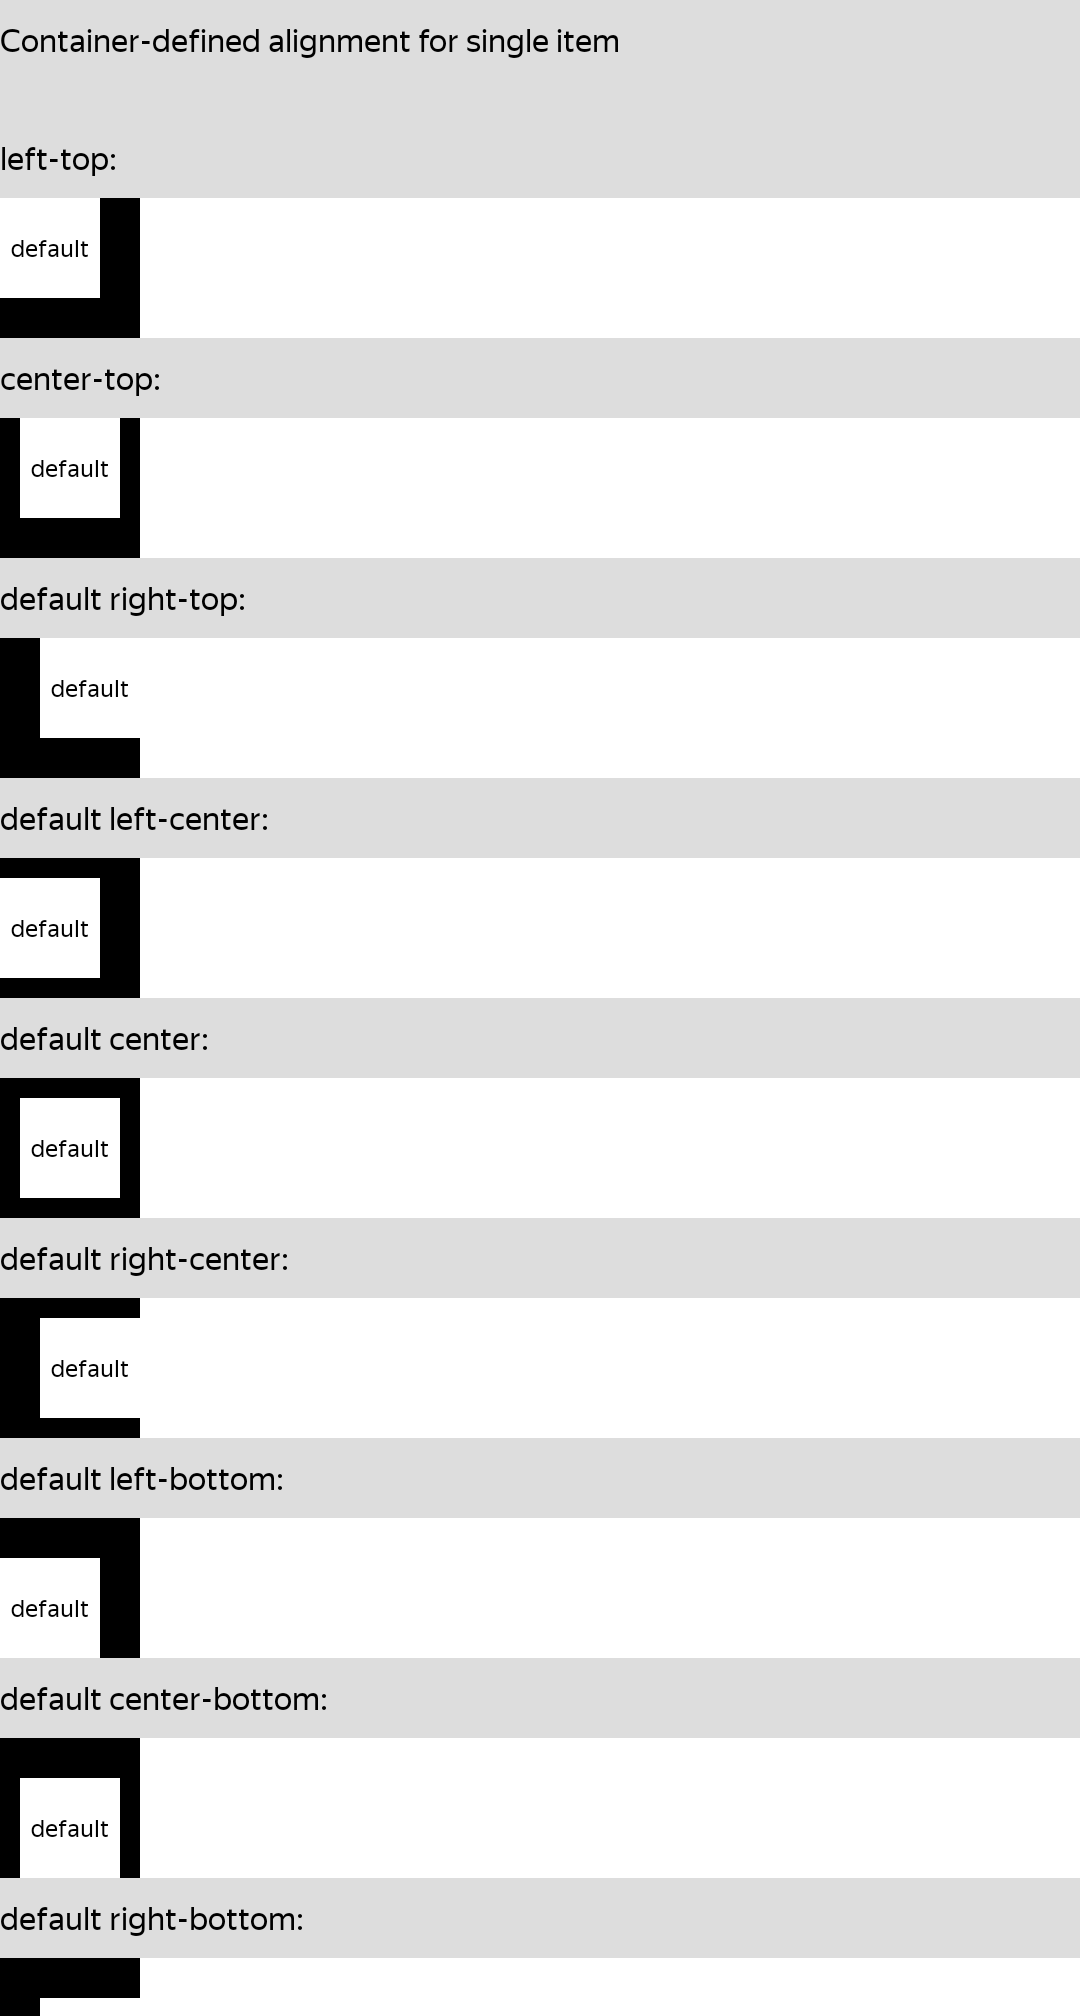 Container-defined alignment for single item
left-top:
default
center-top:
default
default right-top:
default
default left-center:
default
default center:
default
default right-center:
default
default left-bottom:
default
default center-bottom:
default
default right-bottom: